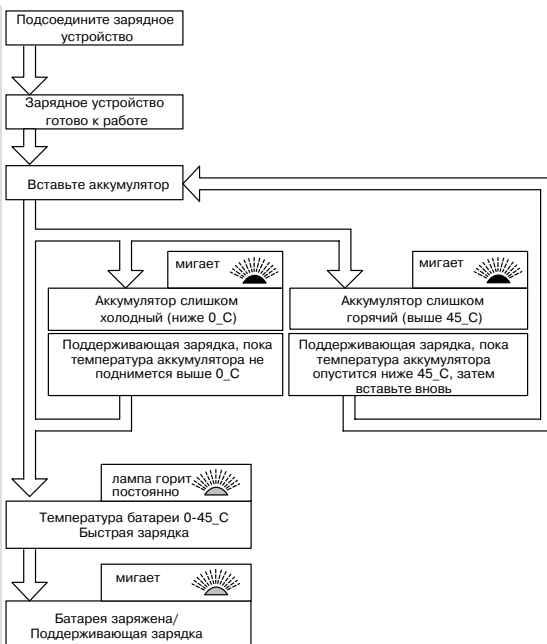 Подсоедините зарядное
устройство
Зарядное устройство
готово к работе
Вставьте аккумулятор
мигает
Аккумулятор слишком
холодный (ниже 0_C)
Поддерживающая зарядка, пока
температура аккумулятора не
поднимется выше 0_C
мигает
Аккумулятор слишком
горячий (выше 45_C)
Поддерживающая зарядка, пока
температура аккумулятора
опустится ниже 45_C, затем
вставьте вновь
лампа горит
постоянно
Температура батареи 0-45_C
Быстрая зарядка
мигает
Батарея заряжена/
Поддерживающая зарядка